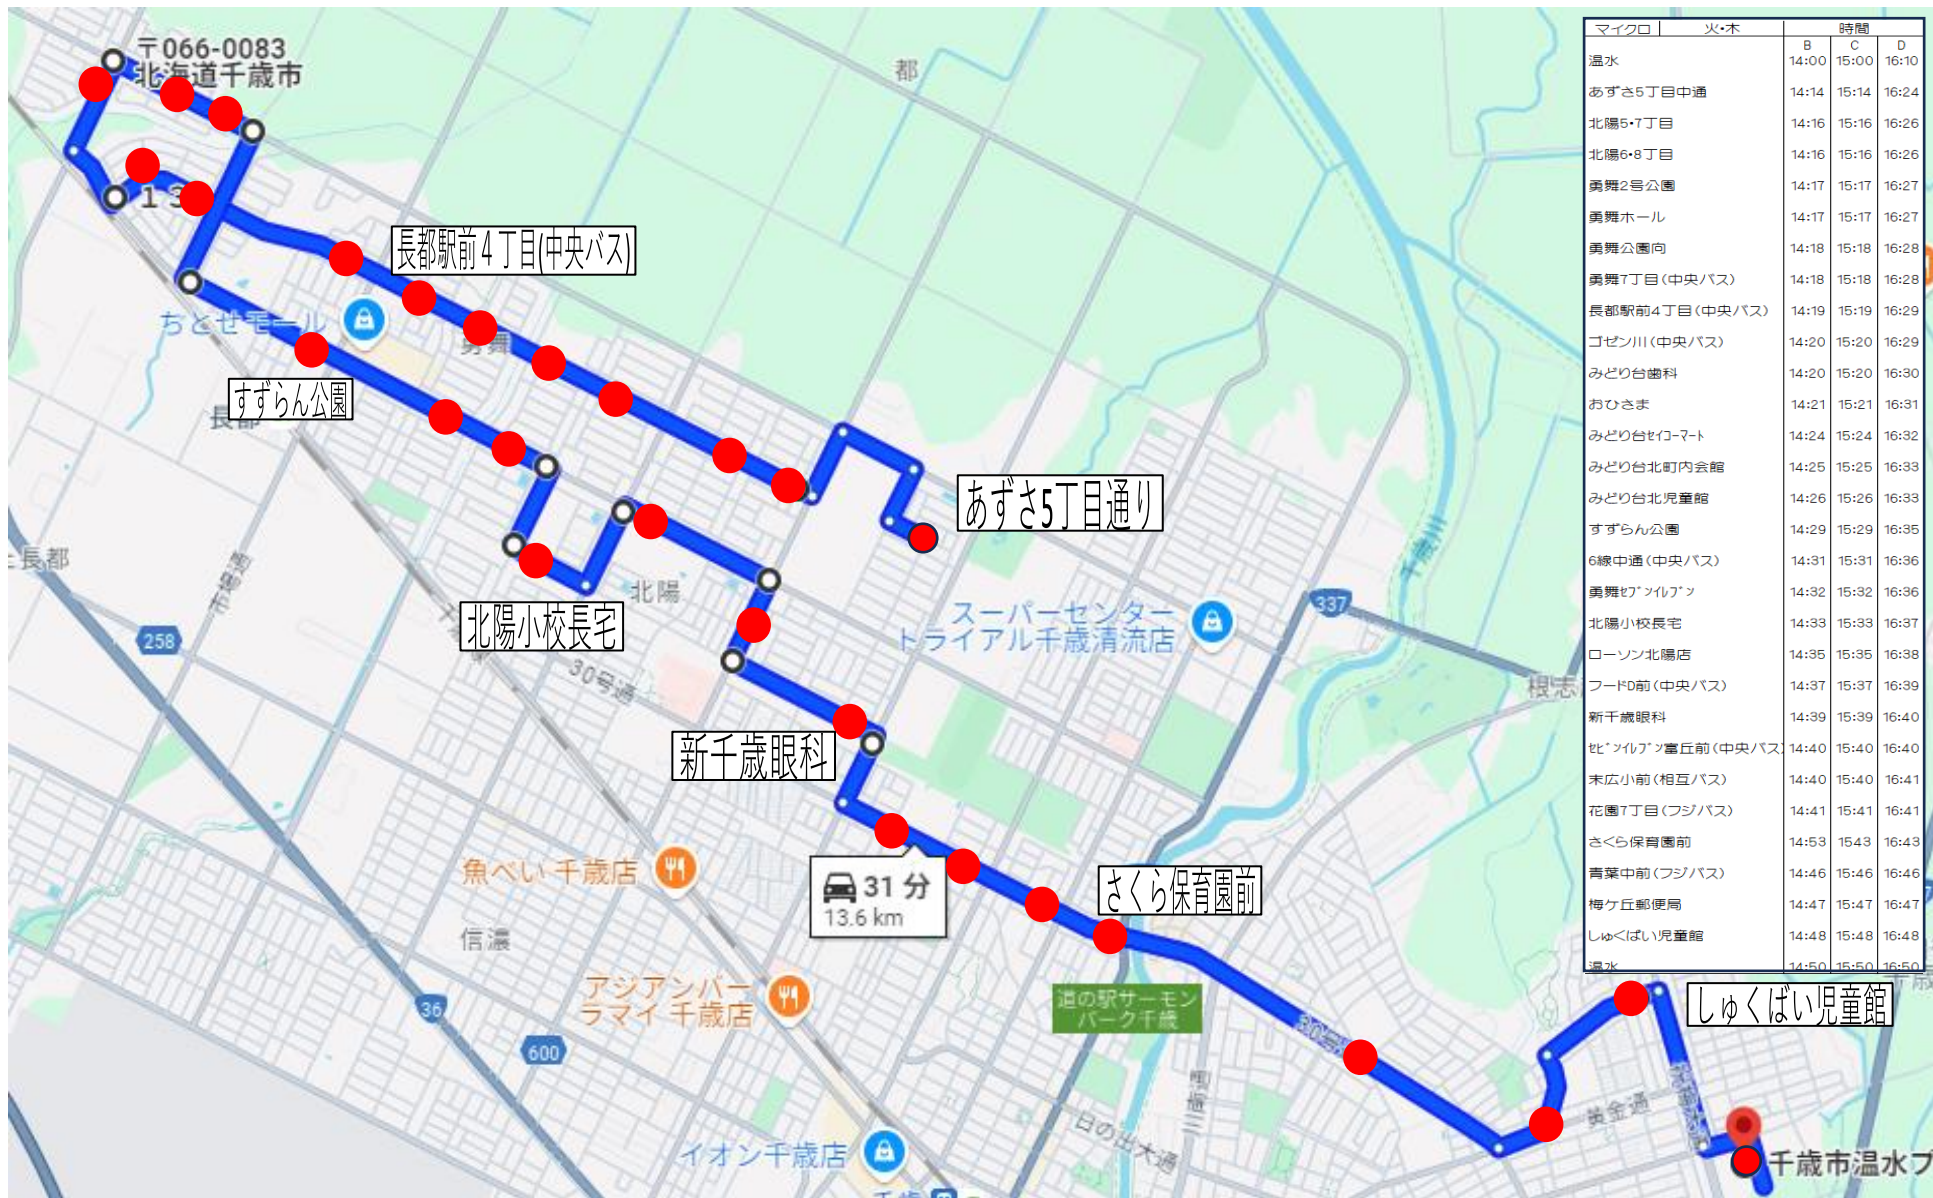 〒066-0083
北海道千歳市
都
13
長都駅前4丁目(中央バス)
ちとせモール
勇舞
すずらん公園
長都
あずさ5丁目通り
北陽小校長宅
北陽
スーパーセンター
トライアル千歳清流店
337
千歳川
258
30号通
新千歳眼科
根志
31 分
13.6 km
魚べい 千歳店
信濃
さくら保育園前
アジアンバー
ラマイ 千歳店
道の駅サーモン
パーク千歳
36
600
30号
しゅくばい児童館
黄金通
日の出大通
イオン千歳店
千歳市温水プ
マイクロ 火・木 時間
B C D
温水 14:00 15:00 16:10
あずさ5丁目中通 14:14 15:14 16:24
北陽5・7丁目 14:16 15:16 16:26
北陽6・8丁目 14:16 15:16 16:26
勇舞2号公園 14:17 15:17 16:27
勇舞ホール 14:17 15:17 16:27
勇舞公園向 14:18 15:18 16:28
勇舞7丁目(中央バス) 14:18 15:18 16:28
長都駅前4丁目(中央バス) 14:19 15:19 16:29
ゴゼン川(中央バス) 14:20 15:20 16:29
みどり台歯科 14:20 15:20 16:30
おひさま 14:21 15:21 16:31
みどり台ｾｲｺｰﾏｰﾄ 14:24 15:24 16:32
みどり台北町内会館 14:25 15:25 16:33
みどり台北児童館 14:26 15:26 16:33
すずらん公園 14:29 15:29 16:35
6線中通(中央バス) 14:31 15:31 16:36
勇舞ｾﾌﾞﾝｲﾚﾌﾞﾝ 14:32 15:32 16:36
北陽小校長宅 14:33 15:33 16:37
ローソン北陽店 14:35 15:35 16:38
フードD前(中央バス) 14:37 15:37 16:39
新千歳眼科 14:39 15:39 16:40
ｾﾋﾞﾝｲﾚﾌﾞﾝ富丘前(中央バス) 14:40 15:40 16:40
末広小前(相互バス) 14:40 15:40 16:41
花園7丁目(フジバス) 14:41 15:41 16:41
さくら保育園前 14:53 1543 16:43
青葉中前(フジバス) 14:46 15:46 16:46
梅ケ丘郵便局 14:47 15:47 16:47
しゅくばい児童館 14:48 15:48 16:48
温水 14:50 15:50 16:50